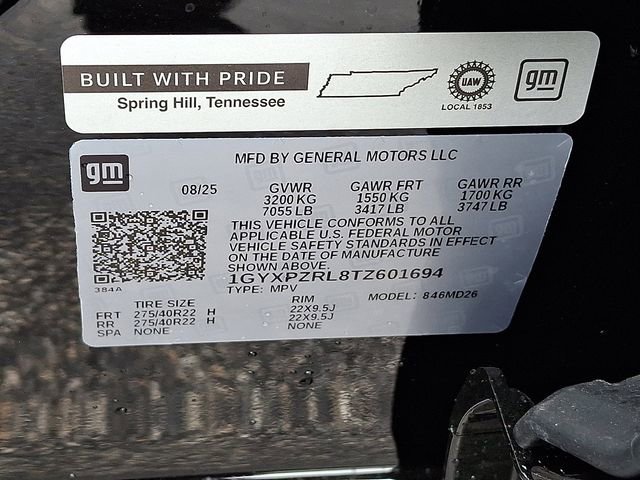 BUILT WITH PRIDE
Spring Hill, Tennessee
UAW
LOCAL 1853
gm
gm
MFD BY GENERAL MOTORS LLC
08/25 GVWR GAWR FRT GAWR RR
3200 KG 1550 KG 1700 KG
7055 LB 3417 LB 3747 LB
THIS VEHICLE CONFORMS TO ALL
APPLICABLE U.S. FEDERAL MOTOR
VEHICLE SAFETY STANDARDS IN EFFECT
ON THE DATE OF MANUFACTURE
SHOWN ABOVE.
1GYXPZRL8TZ601694
384A
TYPE: MPV MODEL: 846MD26
TIRE SIZE RIM
FRT 275/40R22 H 22X9.5J
RR 275/40R22 H 22X9.5J
SPA NONE NONE